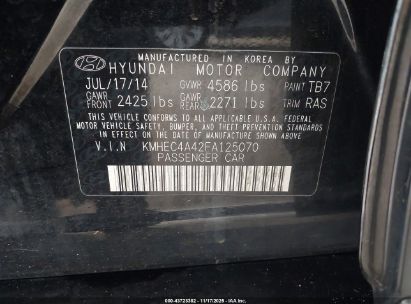 MANUFACTURED IN KOREA BY
HYUNDAI MOTOR COMPANY
JUL/17/14 GVWR 4586 lbs PAINT TB7
GAWR FRONT 2425 lbs GAWR REAR 2271 lbs TRIM RAS
THIS VEHICLE CONFORMS TO ALL APPLICABLE U.S FEDERAL
MOTOR VEHICLE SAFETY, BUMPER, AND THEFT PREVENTION STANDARDS
IN EFFECT ON THE DATE OF MANUFACTURE SHOWN ABOVE.
V.I.N KMHEC4A42FA125070
PASSENGER CAR